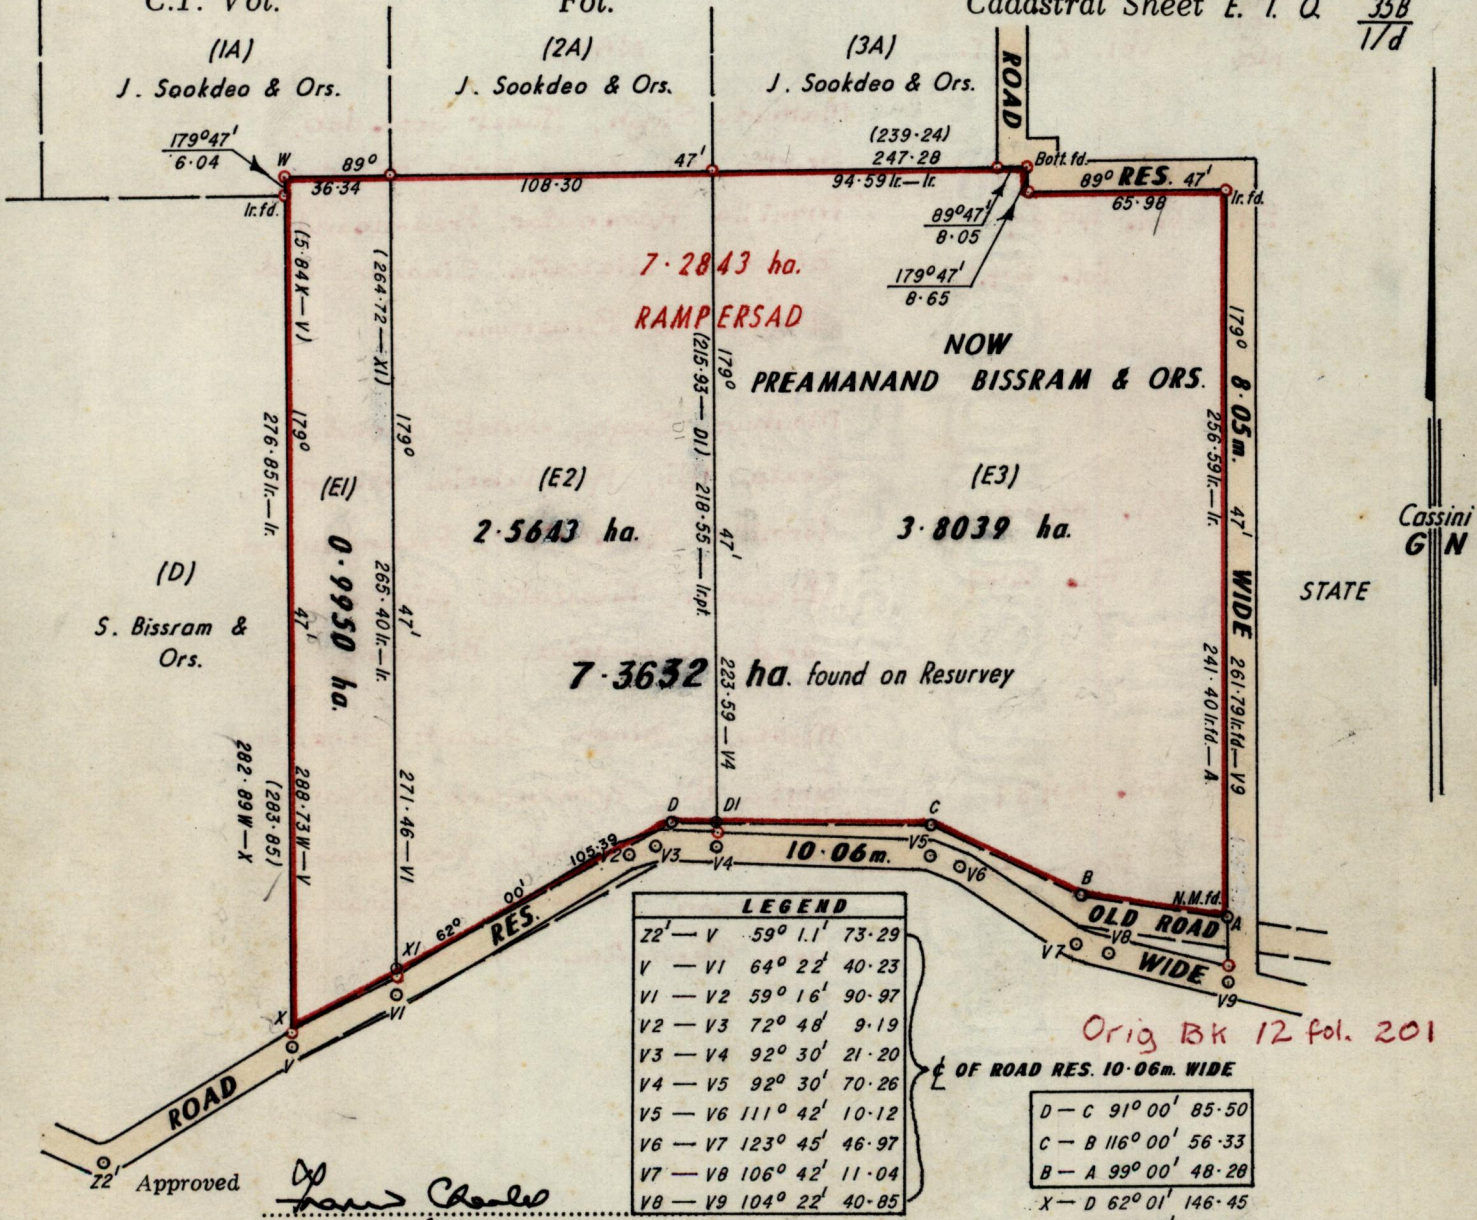 C.T. Vol. Fol. Cadastral Sheet E. I. Q. 35B
1/d
(1A) (2A) (3A)
J. Sookdeo & Ors. J. Sookdeo & Ors. J. Sookdeo & Ors.
ROAD
179° 47'
6·04
(239·24)
W 89° 47' 247·28
Bott. fd.
36·34 108·30 94·59 Ir.—Ir.
89° RES. 47'
65·98
Ir. fd.
Ir. fd.
89° 47'
8·05
179° 47'
8·65
7·2843 ha.
RAMPERSAD
NOW
PREAMANAND BISSRAM & ORS.
(5·84 X—V)
(264·72—XI)
(215·93—D1)
179°
179°
179°
179°
276·85 Ir.—Ir.
265·40 Ir.—Ir.
218·55—Ir.pt.
256·59 Ir.—Ir.
8·05m. WIDE
(E1)
0·9950 ha.
(E2)
2·5643 ha.
(E3)
3·8039 ha.
Cassini
G N
(D)
S. Bissram &
Ors.
STATE
47'
47'
47'
47'
7·3632 ha. found on Resurvey
282·89 W—X
(283·85)
288·73 W—V
271·46—V1
223·59—V4
241·40 Ir.fd.—A.
261·79 Ir.fd—V9
D D1 C
V2 V3 V4 10·06m. V5 V6
105·39
62° 00'
RES.
B N.M.fd.
OLD ROAD A
V7 V8 WIDE V9
X X1
V V1
ROAD
Z2'
LEGEND
Z2'—V 59° 11' 73·29
V — V1 64° 22' 40·23
V1 — V2 59° 16' 90·97
V2 — V3 72° 48' 9·19
V3 — V4 92° 30' 21·20
V4 — V5 92° 30' 70·26
V5 — V6 111° 42' 10·12
V6 — V7 123° 45' 46·97
V7 — V8 106° 42' 11·04
V8 — V9 104° 22' 40·85
Orig Bk 12 fol. 201
℄ OF ROAD RES. 10·06m. WIDE
D — C 91° 00' 85·50
C — B 116° 00' 56·33
B — A 99° 00' 48·28
X — D 62° 01' 146·45
Approved